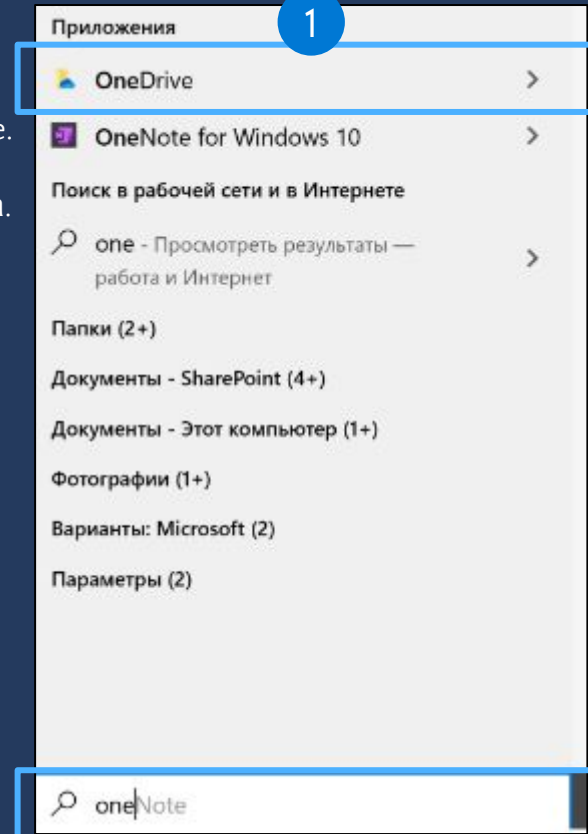 1
Приложения
OneDrive
e.
OneNote for Windows 10
Поиск в рабочей сети и в Интернете
one - Просмотреть результаты —
работа и Интернет
Папки (2+)
Документы - SharePoint (4+)
Документы - Этот компьютер (1+)
Фотографии (1+)
Варианты: Microsoft (2)
Параметры (2)
oneNote